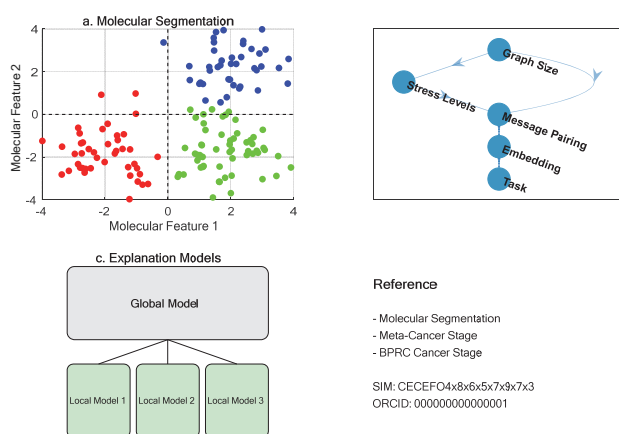 a. Molecular Segmentation
4
2
0
-2
-4
Molecular Feature 2
-4
-2
0
2
4
Molecular Feature 1
Graph Size
Stress Levels
Message Pairing
Embedding
Task
c. Explanation Models
Global Model
Local Model 1
Local Model 2
Local Model 3
Reference
- Molecular Segmentation
- Meta-Cancer Stage
- BPRC Cancer Stage
SIM: CECEFO4x8x6x5x7x9x7x3
ORCID: 000000000000001